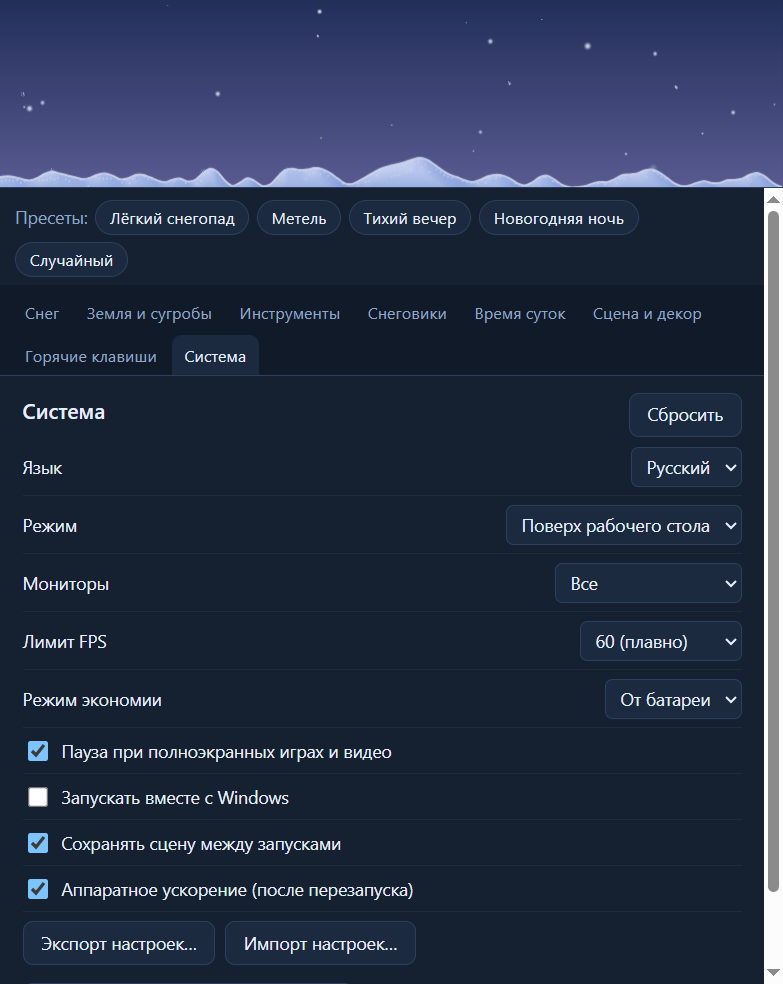 Пресеты: Лёгкий снегопад Метель Тихий вечер Новогодняя ночь
Случайный
Снег Земля и сугробы Инструменты Снеговики Время суток Сцена и декор
Горячие клавиши Система
Система Сбросить
Язык Русский
Режим Поверх рабочего стола
Мониторы Все
Лимит FPS 60 (плавно)
Режим экономии От батареи
Пауза при полноэкранных играх и видео
Запускать вместе с Windows
Сохранять сцену между запусками
Аппаратное ускорение (после перезапуска)
Экспорт настроек... Импорт настроек...